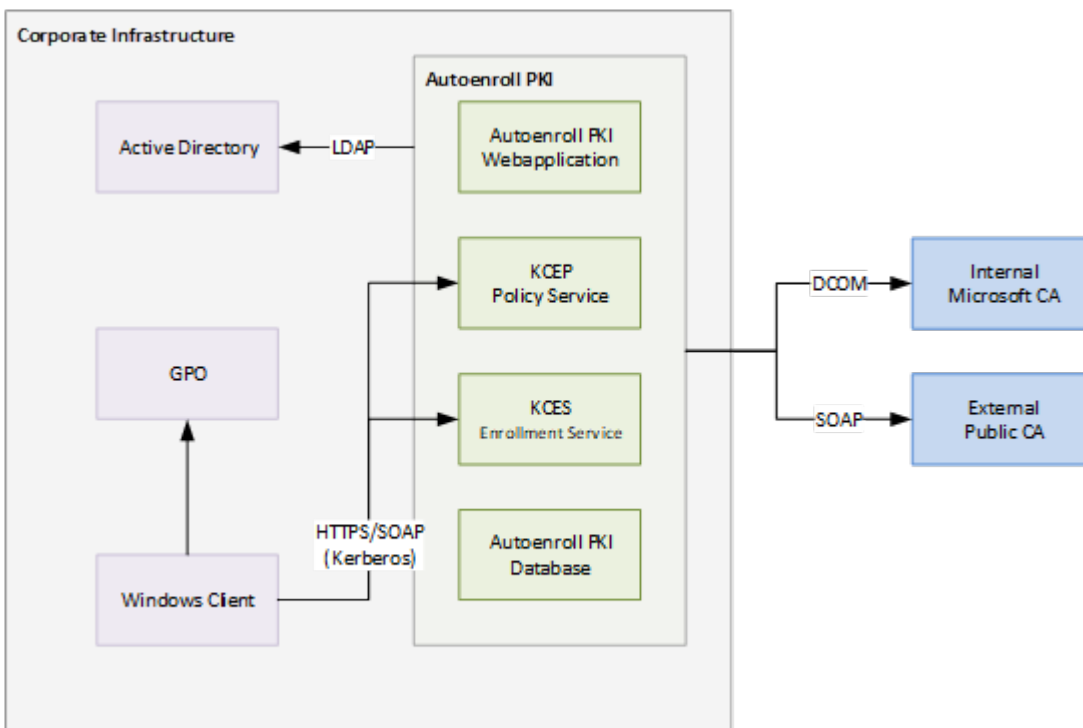 Corporate Infrastructure
Autoenroll PKI
Active Directory
LDAP
Autoenroll PKI
Webapplication
KCEP
Policy Service
DCOM
Internal
Microsoft CA
GPO
KCES
Enrollment Service
SOAP
External
Public CA
HTTPS/SOAP
(Kerberos)
Autoenroll PKI
Database
Windows Client